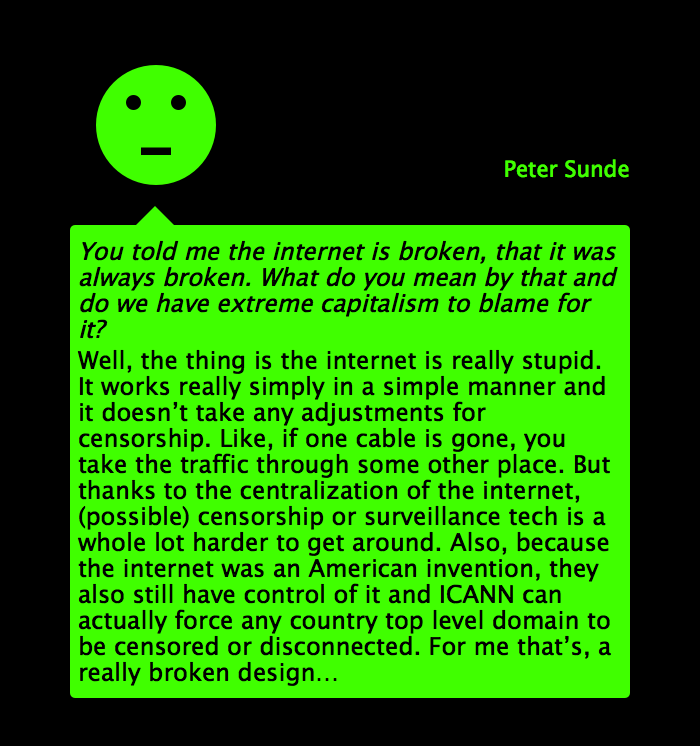 Peter Sunde
You told me the internet is broken, that it was
always broken. What do you mean by that and
do we have extreme capitalism to blame for
it?
Well, the thing is the internet is really stupid.
It works really simply in a simple manner and
it doesn’t take any adjustments for
censorship. Like, if one cable is gone, you
take the traffic through some other place. But
thanks to the centralization of the internet,
(possible) censorship or surveillance tech is a
whole lot harder to get around. Also, because
the internet was an American invention, they
also still have control of it and ICANN can
actually force any country top level domain to
be censored or disconnected. For me that’s, a
really broken design…